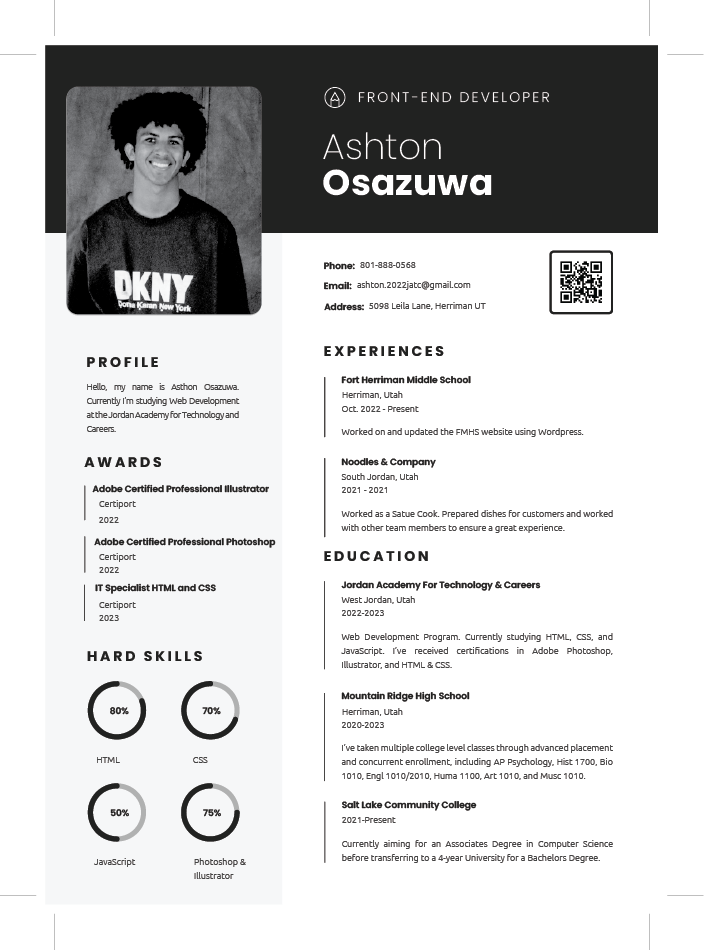 FRONT-END DEVELOPER
Ashton
Osazuwa
DKNY
Donna Karan New York
Phone: 801-888-0568
Email: ashton.2022jatc@gmail.com
Address: 5098 Leila Lane, Herriman UT
PROFILE
Hello, my name is Asthon Osazuwa.
Currently I'm studying Web Development
at the Jordan Academy for Technology and
Careers.
AWARDS
Adobe Certified Professional Illustrator
Certiport
2022
Adobe Certified Professional Photoshop
Certiport
2022
IT Specialist HTML and CSS
Certiport
2023
HARD SKILLS
80%
70%
HTML
CSS
50%
75%
JavaScript
Photoshop &
Illustrator
EXPERIENCES
Fort Herriman Middle School
Herriman, Utah
Oct. 2022 - Present
Worked on and updated the FMHS website using Wordpress.
Noodles & Company
South Jordan, Utah
2021 - 2021
Worked as a Satue Cook. Prepared dishes for customers and worked
with other team members to ensure a great experience.
EDUCATION
Jordan Academy For Technology & Careers
West Jordan, Utah
2022-2023
Web Development Program. Currently studying HTML, CSS, and
JavaScript. I've received certifications in Adobe Photoshop,
Illustrator, and HTML & CSS.
Mountain Ridge High School
Herriman, Utah
2020-2023
I've taken multiple college level classes through advanced placement
and concurrent enrollment, including AP Psychology, Hist 1700, Bio
1010, Engl 1010/2010, Huma 1100, Art 1010, and Musc 1010.
Salt Lake Community College
2021-Present
Currently aiming for an Associates Degree in Computer Science
before transferring to a 4-year University for a Bachelors Degree.